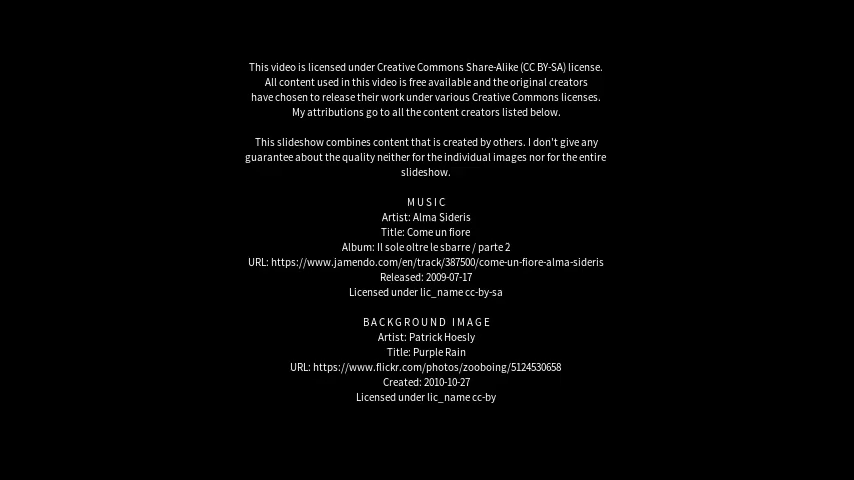 This video is licensed under Creative Commons Share-Alike (CC BY-SA) license.
All content used in this video is free available and the original creators
have chosen to release their work under various Creative Commons licenses.
My attributions go to all the content creators listed below.
This slideshow combines content that is created by others. I don't give any
guarantee about the quality neither for the individual images nor for the entire
slideshow.
MUSIC
Artist: Alma Sideris
Title: Come un fiore
Album: Il sole oltre le sbarre / parte 2
URL: https://www.jamendo.com/en/track/387500/come-un-fiore-alma-sideris
Released: 2009-07-17
Licensed under lic_name cc-by-sa
BACKGROUND IMAGE
Artist: Patrick Hoesly
Title: Purple Rain
URL: https://www.flickr.com/photos/zooboing/5124530658
Created: 2010-10-27
Licensed under lic_name cc-by